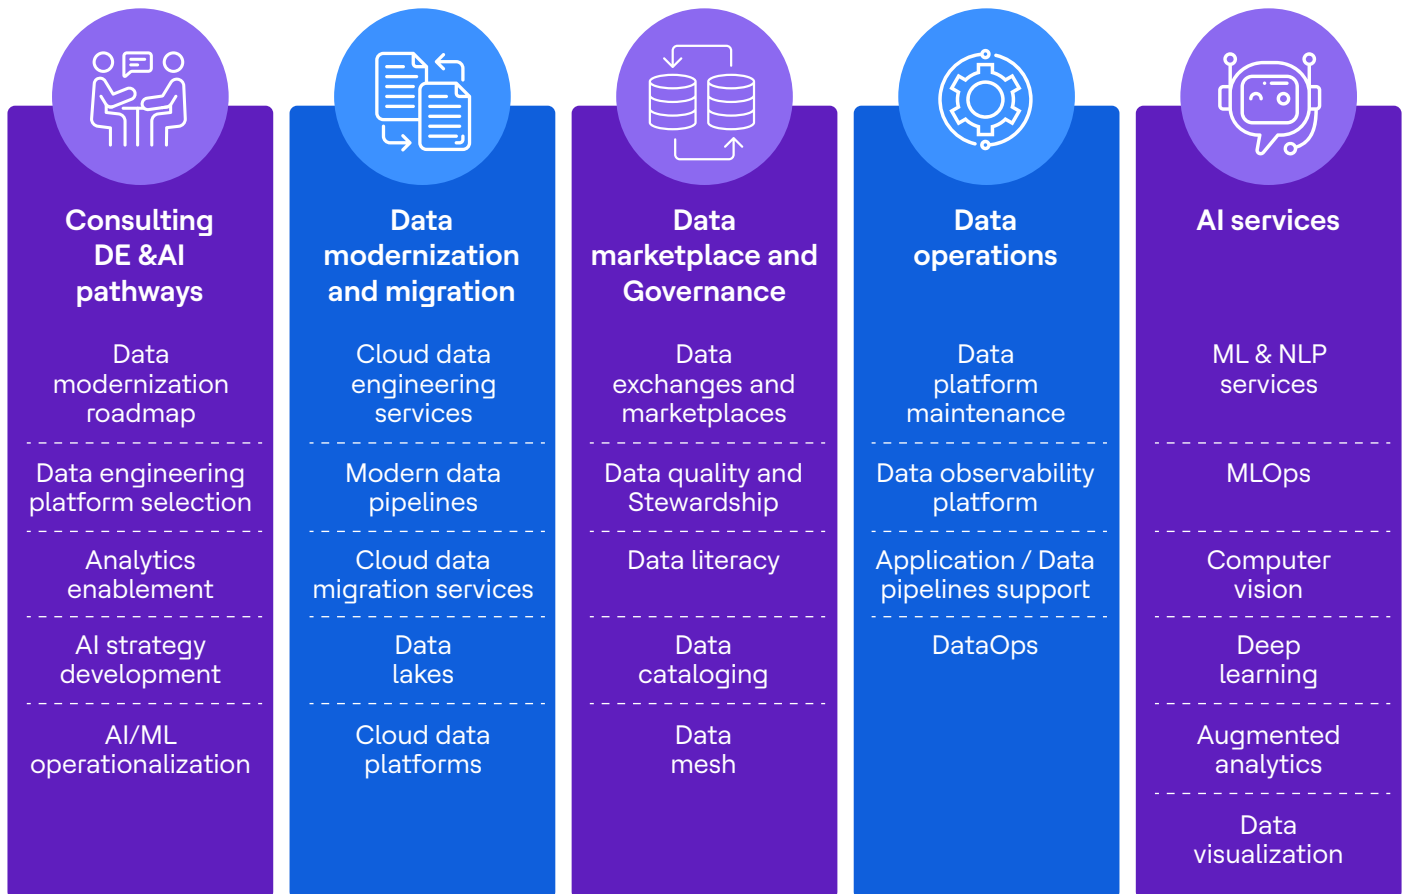 Consulting
DE &AI
pathways
Data
modernization
roadmap
Data engineering
platform selection
Analytics
enablement
AI strategy
development
AI/ML
operationalization
Data
modernization
and migration
Cloud data
engineering
services
Modern data
pipelines
Cloud data
migration services
Data
lakes
Cloud data
platforms
Data
marketplace and
Governance
Data
exchanges and
marketplaces
Data quality and
Stewardship
Data literacy
Data
cataloging
Data
mesh
Data
operations
Data
platform
maintenance
Data observability
platform
Application / Data
pipelines support
DataOps
AI services
ML & NLP
services
MLOps
Computer
vision
Deep
learning
Augmented
analytics
Data
visualization